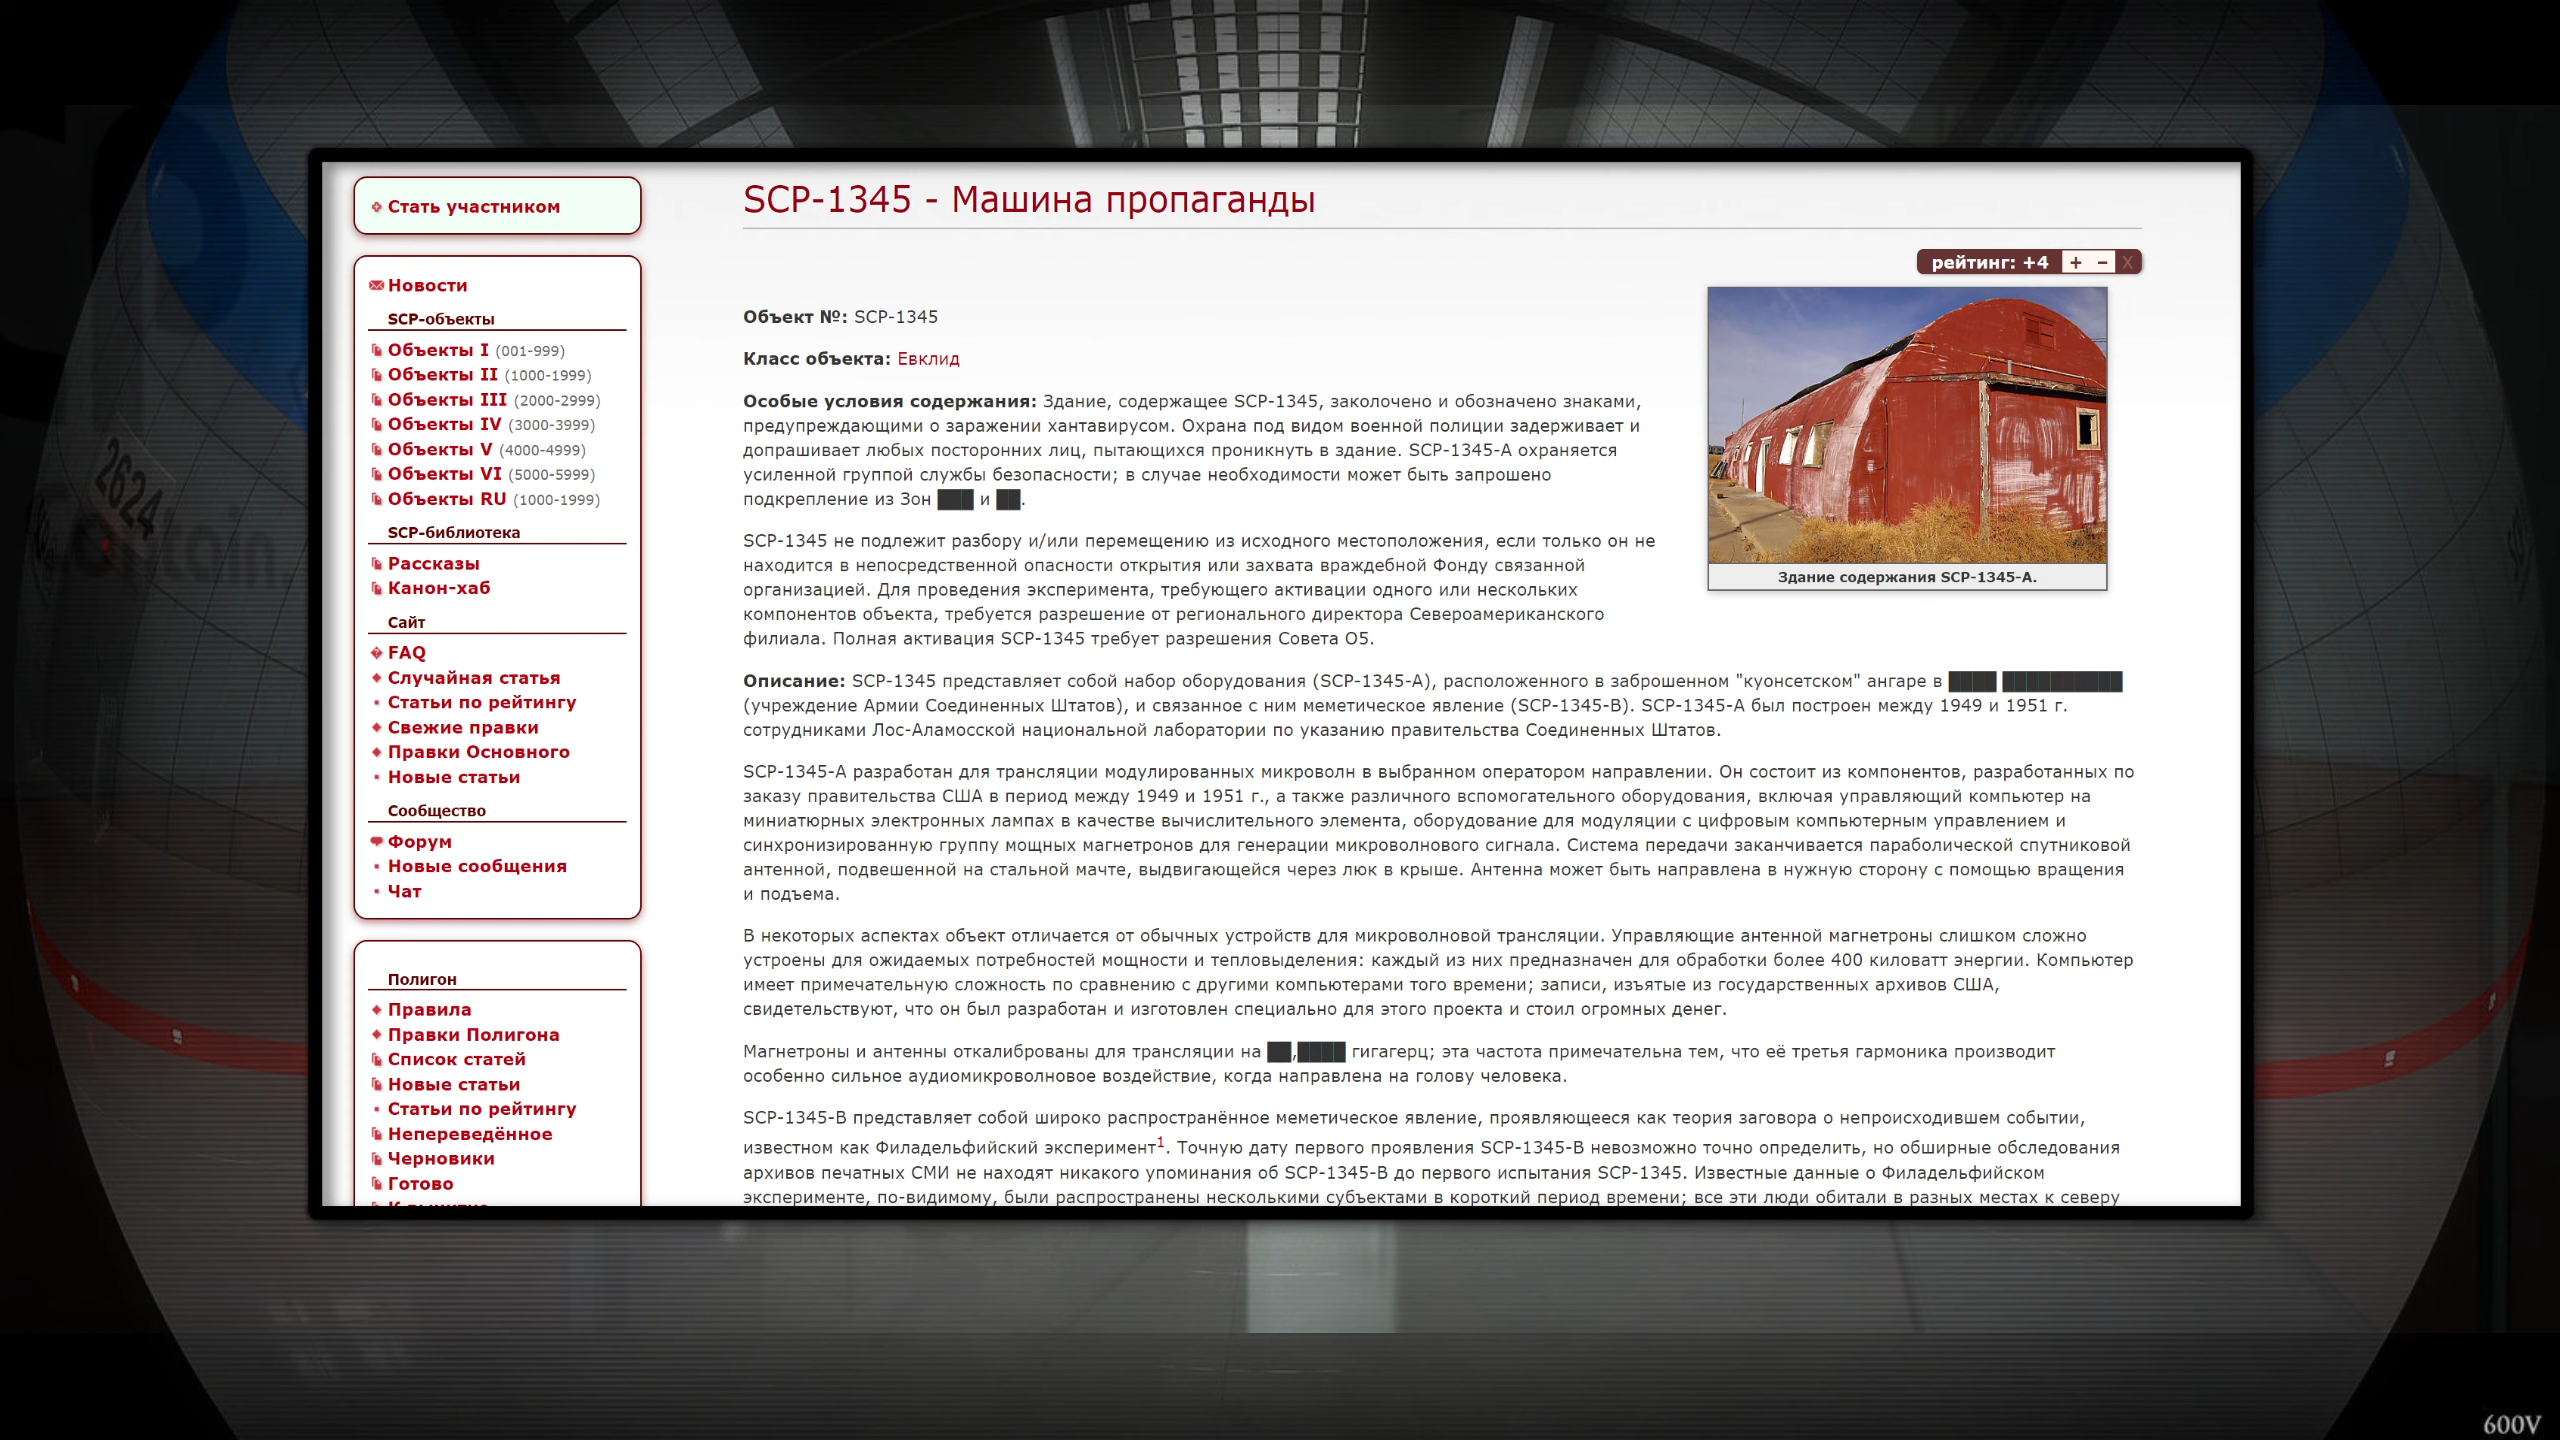 Стать участником
Новости
SCP-объекты
Объекты I (001-999)
Объекты II (1000-1999)
Объекты III (2000-2999)
Объекты IV (3000-3999)
Объекты V (4000-4999)
Объекты VI (5000-5999)
Объекты RU (1000-1999)
SCP-библиотека
Рассказы
Канон-хаб
Сайт
FAQ
Случайная статья
Статьи по рейтингу
Свежие правки
Правки Основного
Новые статьи
Сообщество
Форум
Новые сообщения
Чат
Полигон
Правила
Правки Полигона
Список статей
Новые статьи
Статьи по рейтингу
Непереведённое
Черновики
Готово
SCP-1345 - Машина пропаганды
рейтинг: +4 + – X
Объект №: SCP-1345
Класс объекта: Евклид
Особые условия содержания: Здание, содержащее SCP-1345, заколочено и обозначено знаками,
предупреждающими о заражении хантавирусом. Охрана под видом военной полиции задерживает и
допрашивает любых посторонних лиц, пытающихся проникнуть в здание. SCP-1345-A охраняется
усиленной группой службы безопасности; в случае необходимости может быть запрошено
подкрепление из Зон ███ и ██.
SCP-1345 не подлежит разбору и/или перемещению из исходного местоположения, если только он не
находится в непосредственной опасности открытия или захвата враждебной Фонду связанной
организацией. Для проведения эксперимента, требующего активации одного или нескольких
компонентов объекта, требуется разрешение от регионального директора Североамериканского
филиала. Полная активация SCP-1345 требует разрешения Совета О5.
Здание содержания SCP-1345-A.
Описание: SCP-1345 представляет собой набор оборудования (SCP-1345-A), расположенного в заброшенном "куонсетском" ангаре в ████ ██████████
(учреждение Армии Соединенных Штатов), и связанное с ним меметическое явление (SCP-1345-B). SCP-1345-A был построен между 1949 и 1951 г.
сотрудниками Лос-Аламосской национальной лаборатории по указанию правительства Соединенных Штатов.
SCP-1345-A разработан для трансляции модулированных микроволн в выбранном оператором направлении. Он состоит из компонентов, разработанных по
заказу правительства США в период между 1949 и 1951 г., а также различного вспомогательного оборудования, включая управляющий компьютер на
миниатюрных электронных лампах в качестве вычислительного элемента, оборудование для модуляции с цифровым компьютерным управлением и
синхронизированную группу мощных магнетронов для генерации микроволнового сигнала. Система передачи заканчивается параболической спутниковой
антенной, подвешенной на стальной мачте, выдвигающейся через люк в крыше. Антенна может быть направлена в нужную сторону с помощью вращения
и подъема.
В некоторых аспектах объект отличается от обычных устройств для микроволновой трансляции. Управляющие антенной магнетроны слишком сложно
устроены для ожидаемых потребностей мощности и тепловыделения: каждый из них предназначен для обработки более 400 киловатт энергии. Компьютер
имеет примечательную сложность по сравнению с другими компьютерами того времени; записи, изъятые из государственных архивов США,
свидетельствуют, что он был разработан и изготовлен специально для этого проекта и стоил огромных денег.
Магнетроны и антенны откалиброваны для трансляции на ██,████ гигагерц; эта частота примечательна тем, что её третья гармоника производит
особенно сильное аудиомикроволновое воздействие, когда направлена на голову человека.
SCP-1345-B представляет собой широко распространённое меметическое явление, проявляющееся как теория заговора о непроисходившем событии,
известном как Филадельфийский эксперимент1. Точную дату первого проявления SCP-1345-B невозможно точно определить, но обширные обследования
архивов печатных СМИ не находят никакого упоминания об SCP-1345-B до первого испытания SCP-1345. Известные данные о Филадельфийском
эксперименте, по-видимому, были распространены несколькими субъектами в короткий период времени; все эти люди обитали в разных местах к северу
2624
600V